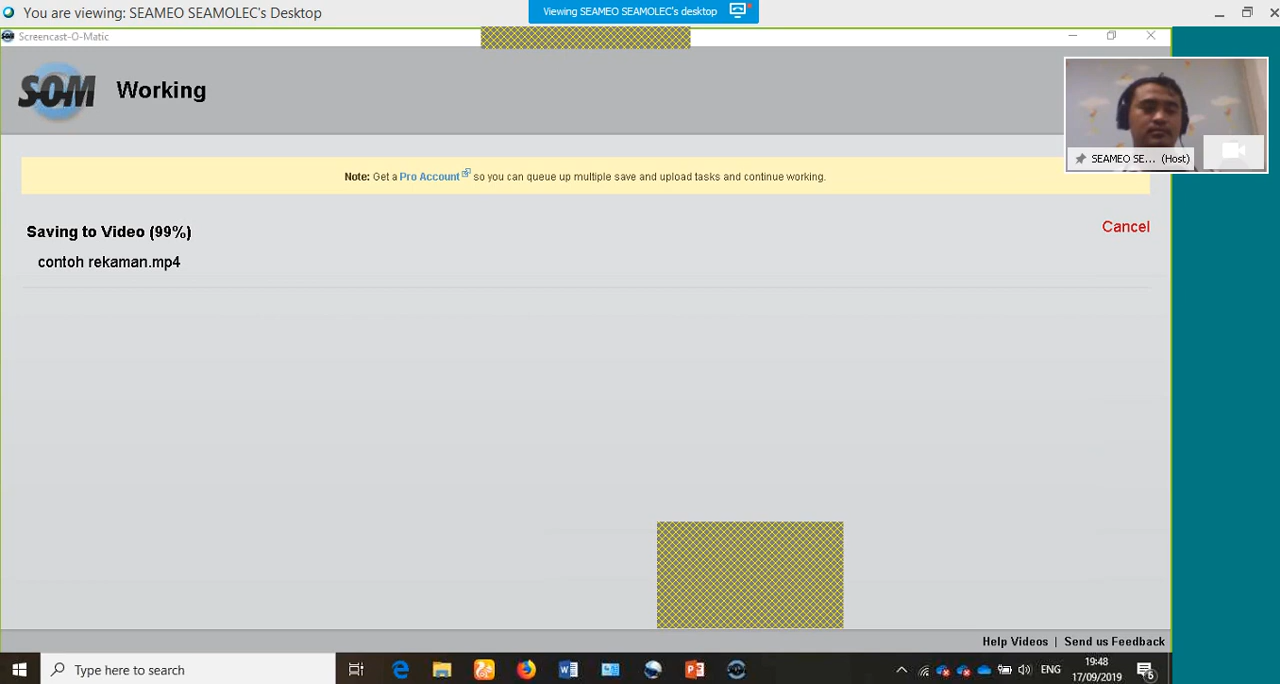 You are viewing: SEAMEO SEAMOLEC's Desktop
Viewing SEAMEO SEAMOLEC's desktop
Screencast-O-Matic
SOM
Working
SEAMEO SE... (Host)
Note: Get a Pro Account so you can queue up multiple save and upload tasks and continue working.
Saving to Video (99%)
Cancel
contoh rekaman.mp4
Help Videos | Send us Feedback
Type here to search
ENG
19:48
17/09/2019
6